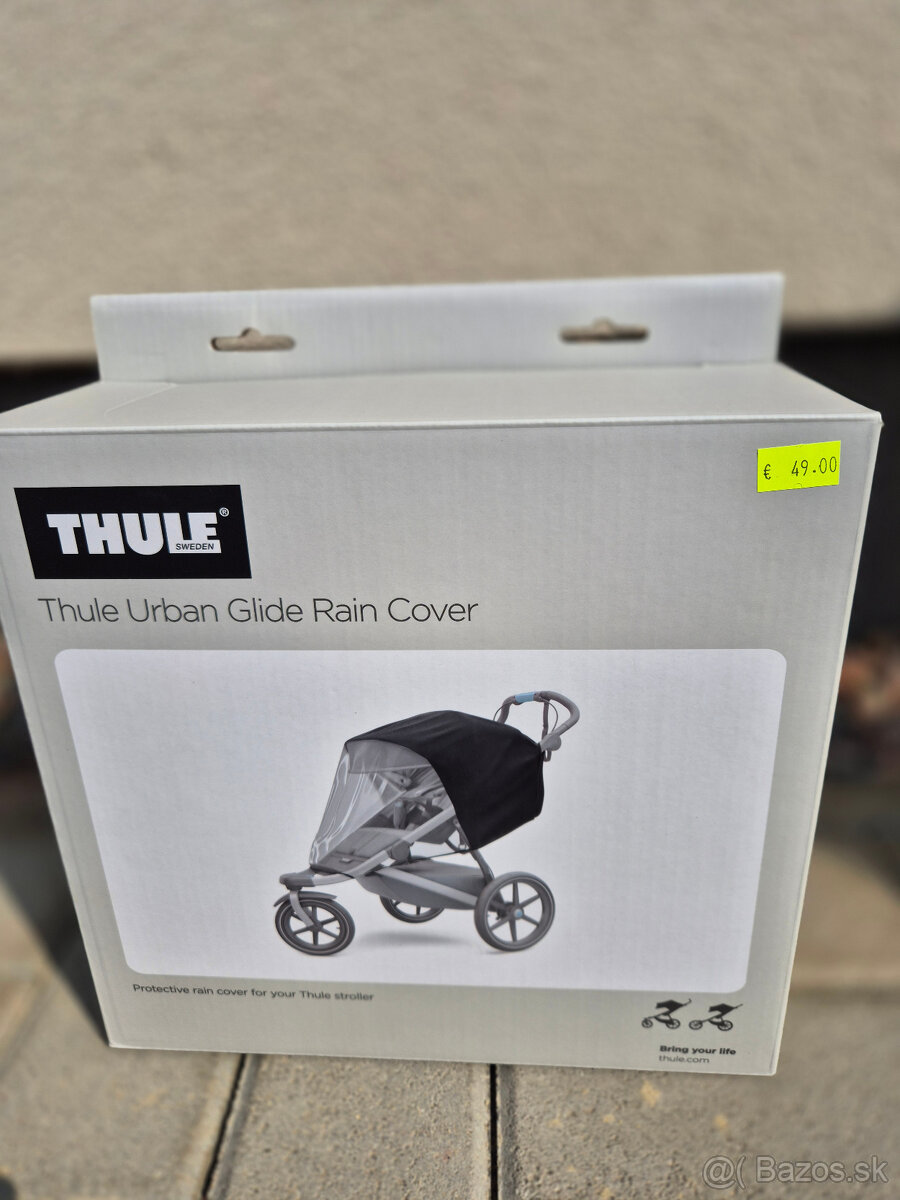 € 49.00
THULE®
SWEDEN
Thule Urban Glide Rain Cover
Protective rain cover for your Thule stroller
Bring your life
thule.com
@( Bazos.sk